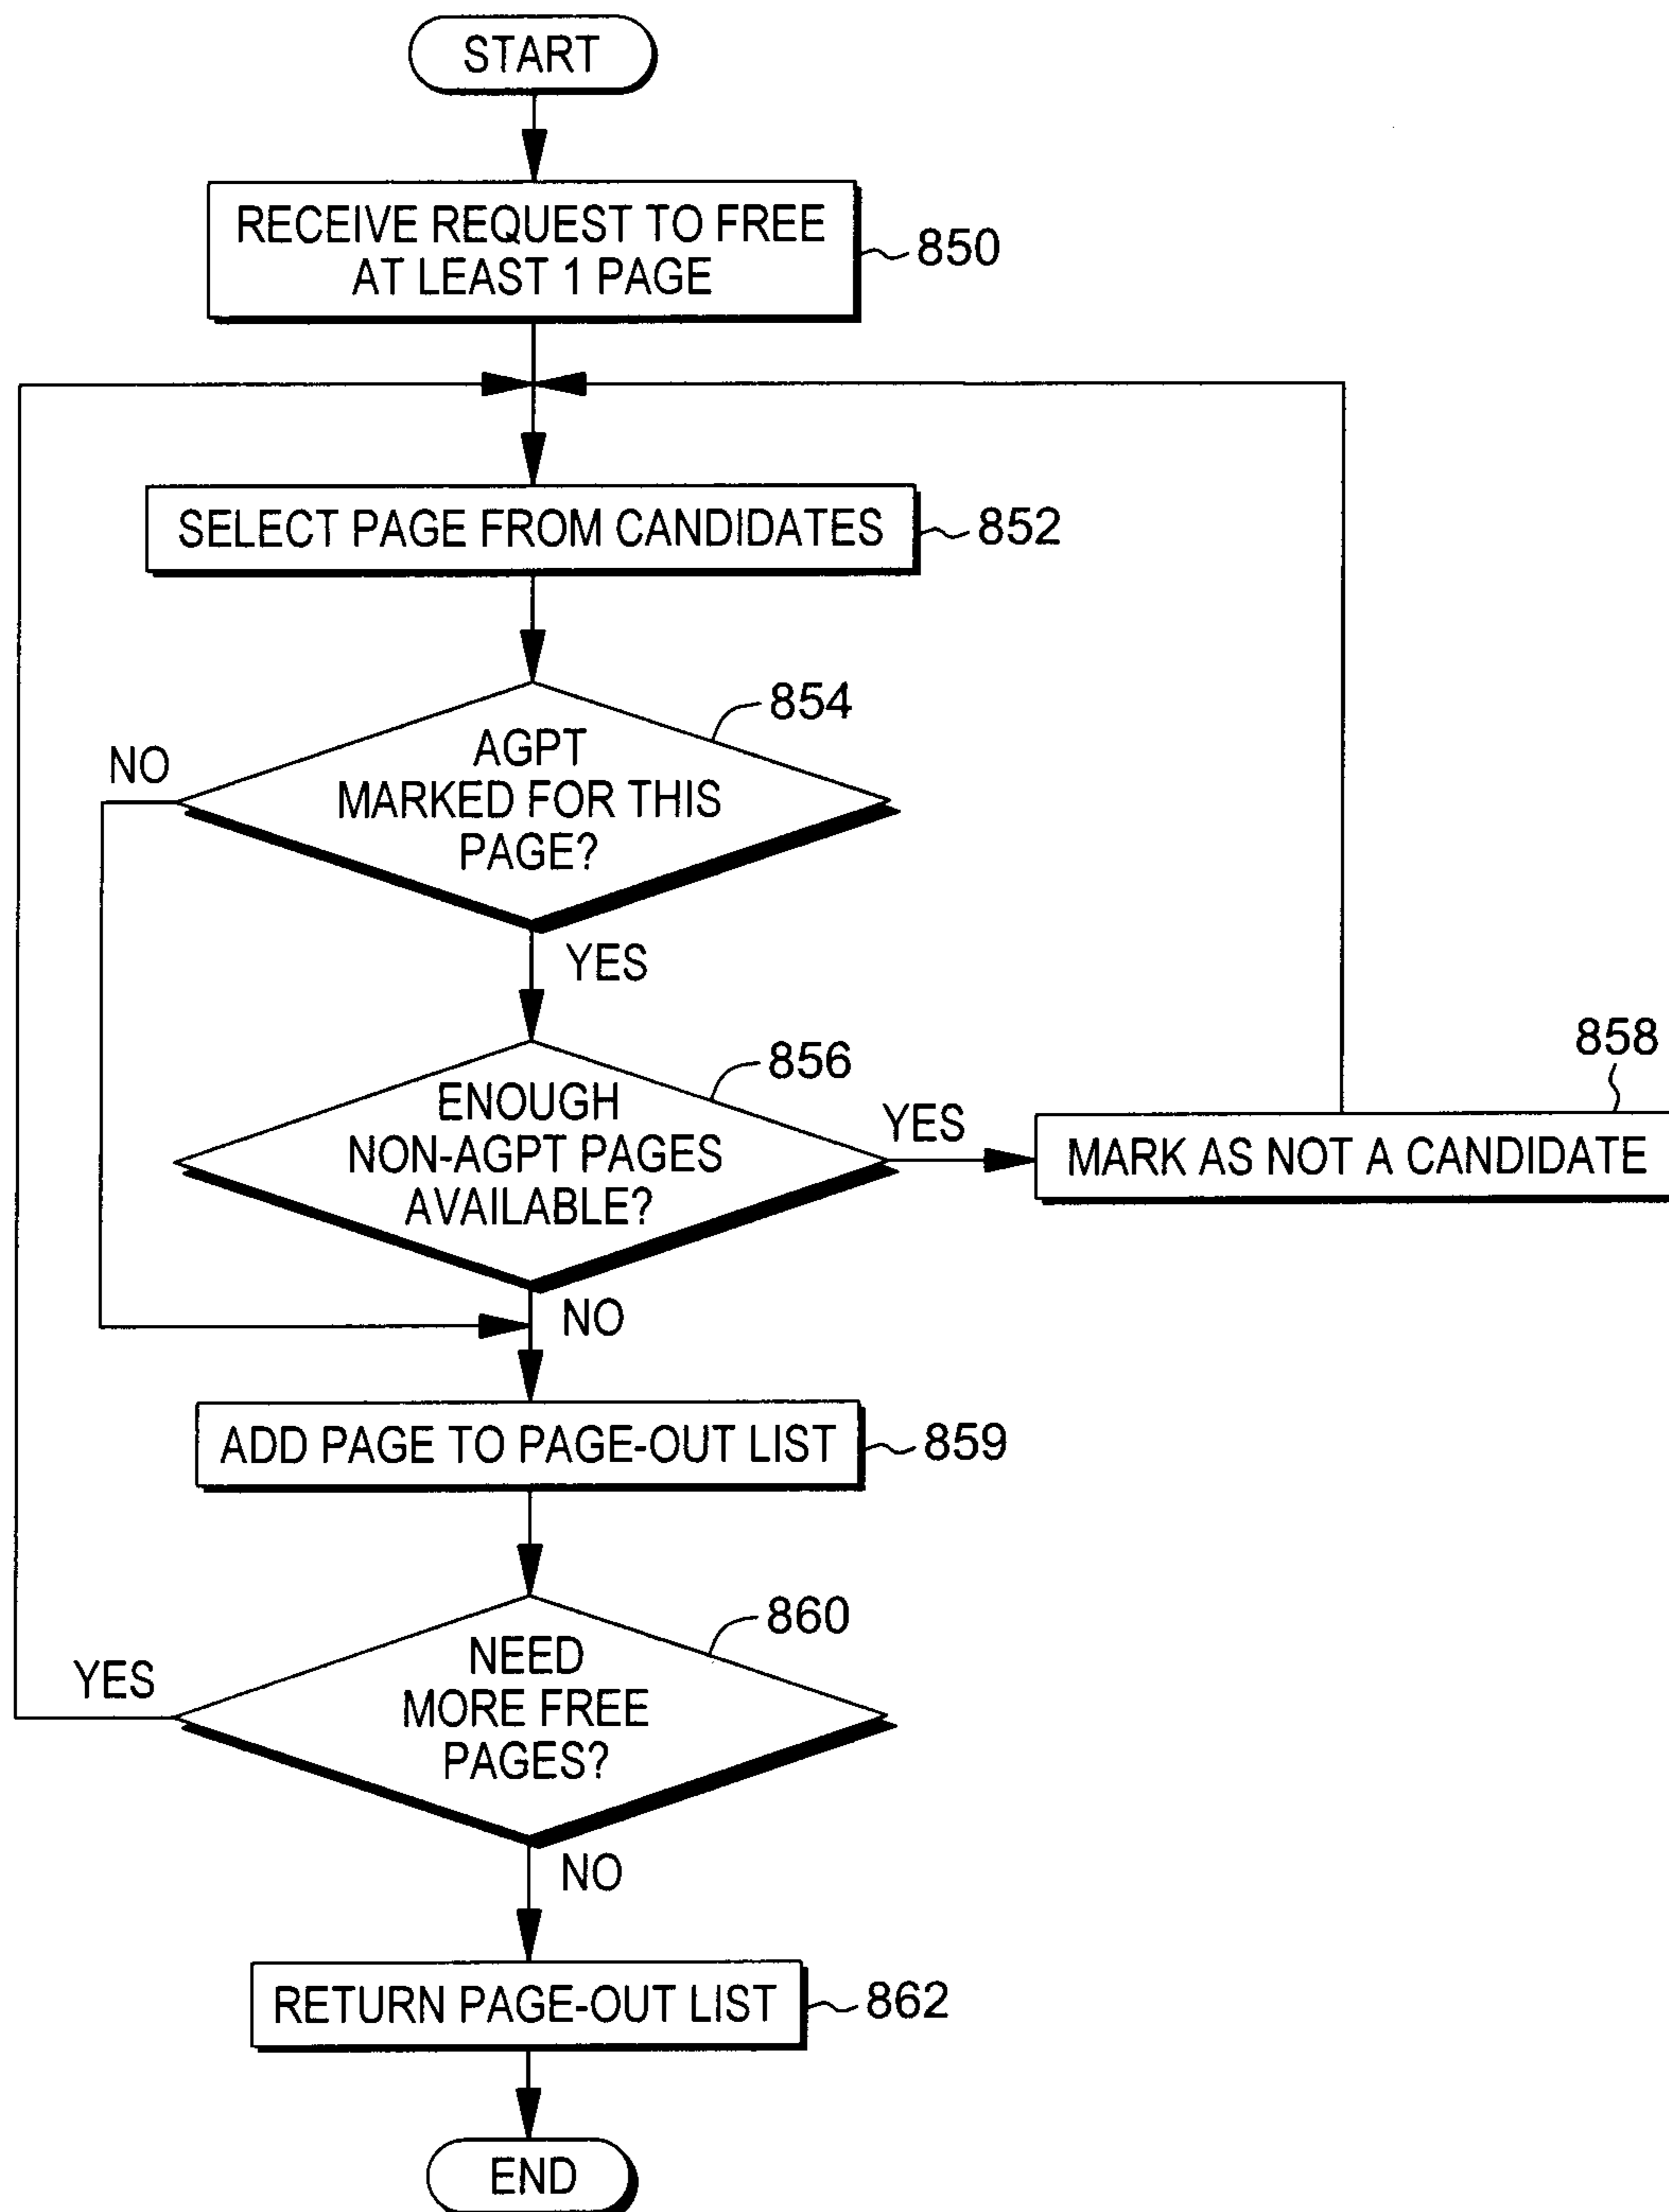 START
RECEIVE REQUEST TO FREE
AT LEAST 1 PAGE
850
SELECT PAGE FROM CANDIDATES
852
854
NO
AGPT
MARKED FOR THIS
PAGE?
YES
856
858
ENOUGH
NON-AGPT PAGES
AVAILABLE?
YES
MARK AS NOT A CANDIDATE
NO
ADD PAGE TO PAGE-OUT LIST
859
860
YES
NEED
MORE FREE
PAGES?
NO
RETURN PAGE-OUT LIST
862
END